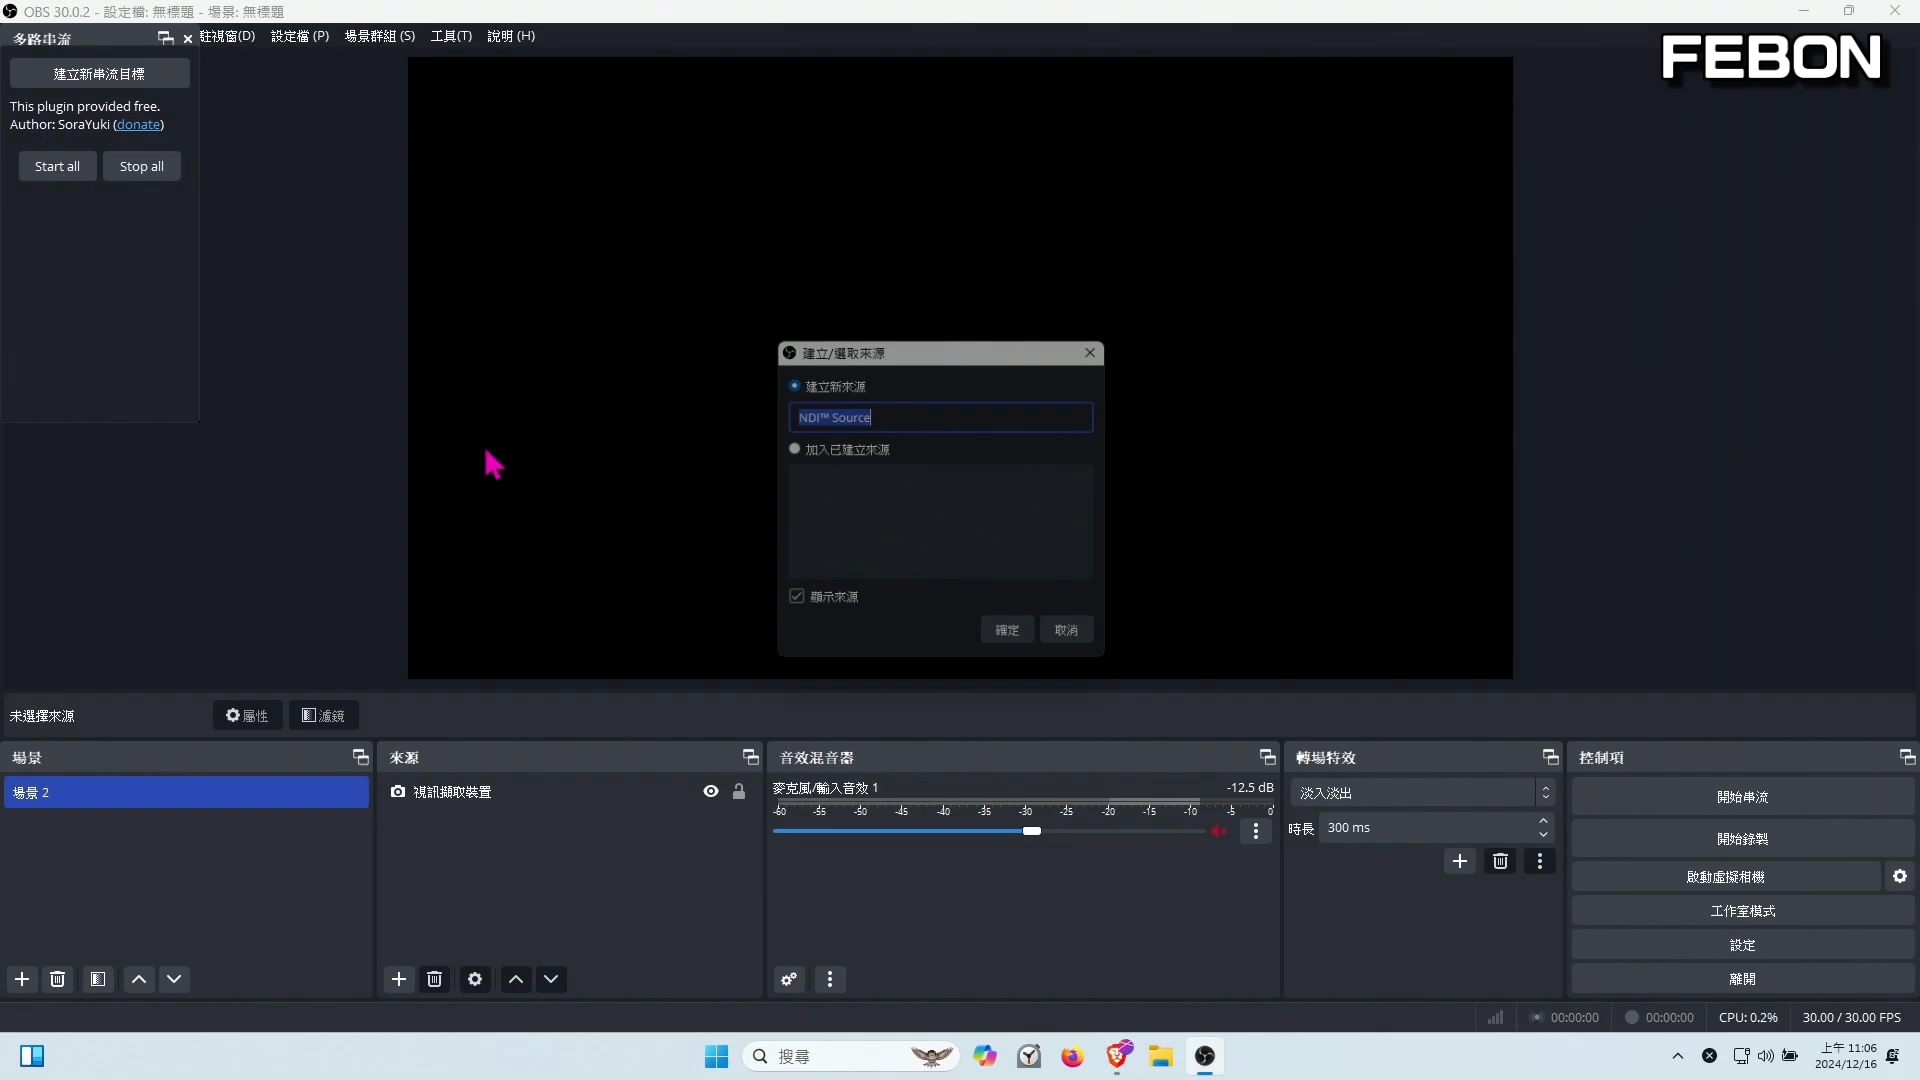 OBS 30.0.2 - 設定檔: 無標題 - 場景: 無標題
多路串流
駐視窗(D) 設定檔 (P) 場景群組 (S) 工具(T) 說明 (H)
FEBON
建立新串流目標
This plugin provided free.
Author: SoraYuki (donate)
Start all Stop all
建立/選取來源
建立新來源
NDI™ Source
加入已建立來源
顯示來源
確定 取消
未選擇來源 屬性 濾鏡
場景
場景 2
來源
視訊擷取裝置
音效混音器
麥克風/輸入音效 1 -12.5 dB
-60 -55 -50 -45 -40 -35 -30 -25 -20 -15 -10 -5 0
轉場特效
淡入淡出
時長 300 ms
控制項
開始串流
開始錄製
啟動虛擬相機
工作室模式
設定
離開
00:00:00 00:00:00 CPU: 0.2% 30.00 / 30.00 FPS
搜尋
上午 11:06
2024/12/16